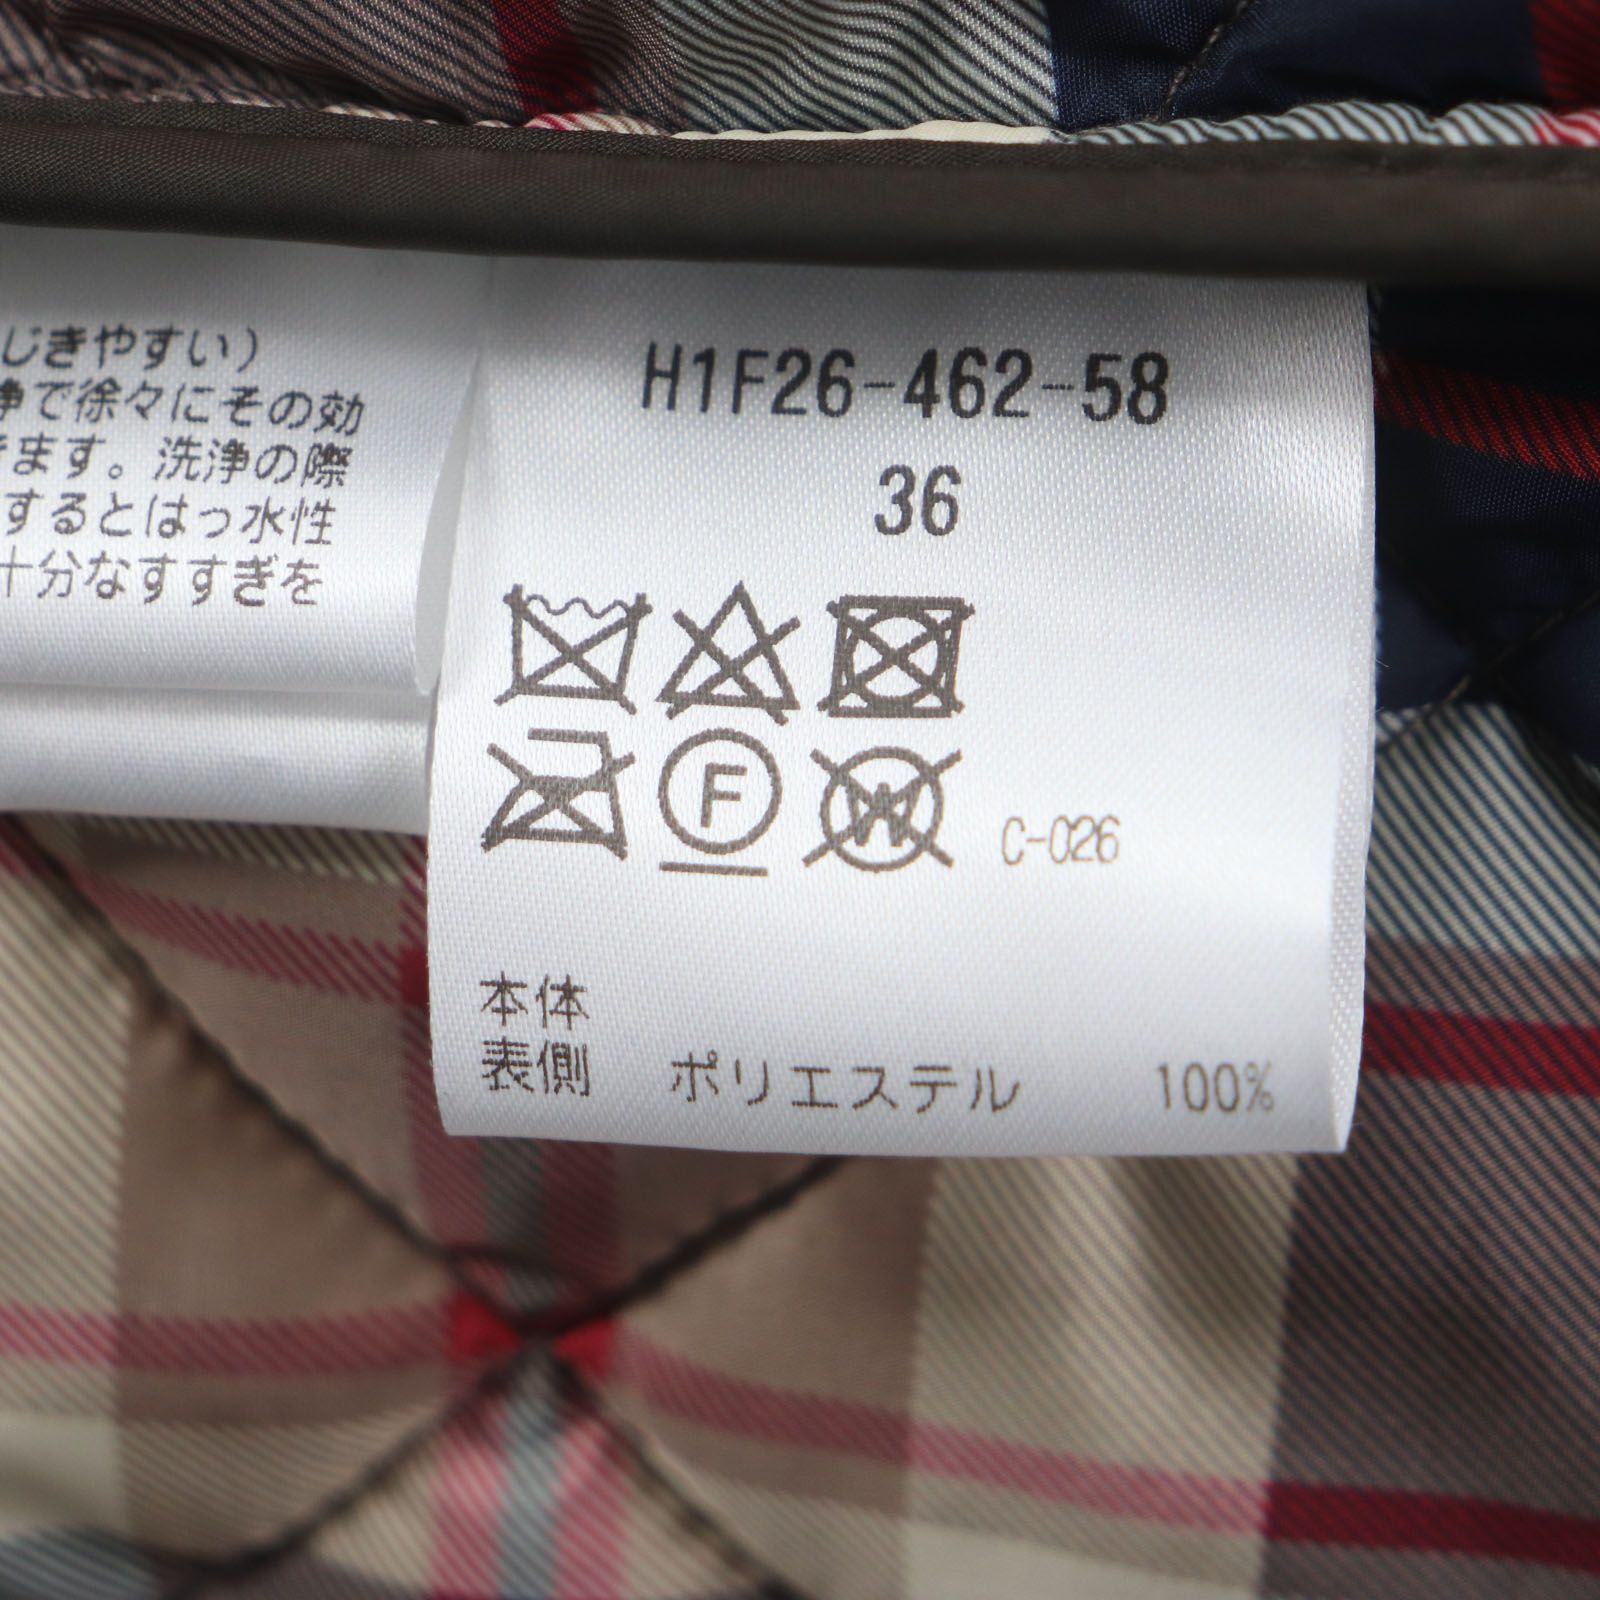 じきやすい）
浄で徐々にその効
きます。洗浄の際
するとはっ水性
十分なすすぎを
H1F26-462-58
36
F W C-026
本体
表側 ポリエステル 100%